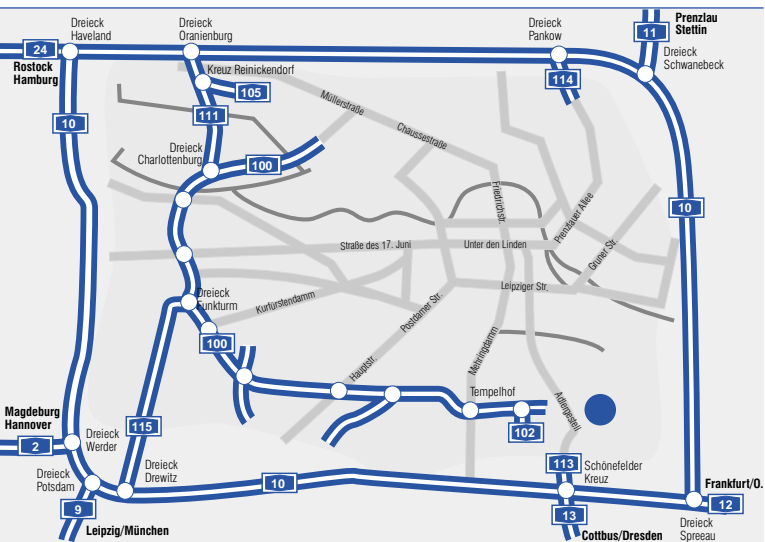 Dreieck
Haveland
Dreieck
Oranienburg
Dreieck
Pankow
Prenzlau
Stettin
11
24
Rostock
Hamburg
Kreuz Reinickendorf
105
114
Dreieck
Schwanebeck
10
111
Müllerstraße
Chausseestraße
Dreieck
Charlottenburg
100
Friedrichstr.
Prenzlauer Allee
10
Straße des 17. Juni
Unter den Linden
Gruner Str.
Dreieck
Funkturm
Kurfürstendamm
Postdamer Str.
Leipziger Str.
100
Hauptstr.
Mehringdamm
Tempelhof
Adlergestell
102
Magdeburg
Hannover
2
115
Dreieck
Werder
Dreieck
Potsdam
Dreieck
Drewitz
10
113
Schönefelder
Kreuz
Frankfurt/O.
12
9
Leipzig/München
13
Cottbus/Dresden
Dreieck
Spreeau